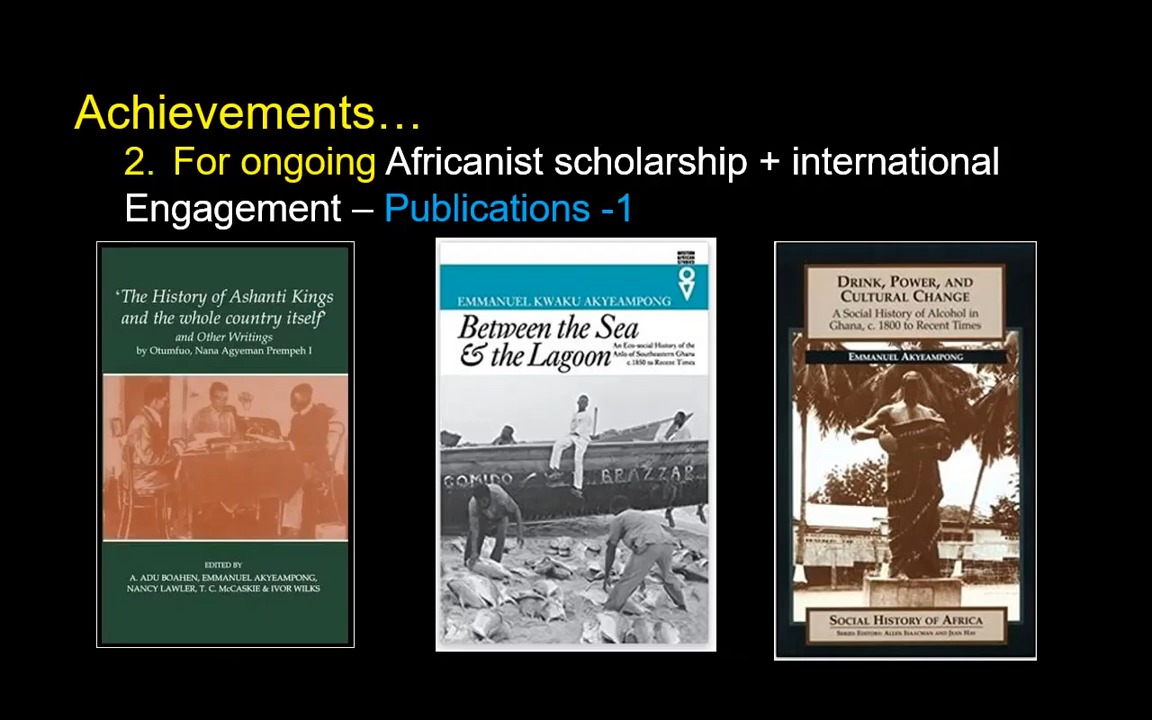 Achievements…
2. For ongoing Africanist scholarship + international
Engagement – Publications -1
‘The History of Ashanti Kings
and the whole country itself’
and Other Writings
by Otumfuo, Nana Agyeman Prempeh I
EDITED BY
A. ADU BOAHEN, EMMANUEL AKYEAMPONG,
NANCY LAWLER, T. C. McCASKIE & IVOR WILKS
EMMANUEL KWAKU AKYEAMPONG
Between the Sea
& the Lagoon
An Eco-social History of the
Anlo of Southeastern Ghana
c.1850 to Recent Times
GOMIDO BRAZZAR
DRINK, POWER, AND
CULTURAL CHANGE
A Social History of Alcohol in
Ghana, c. 1800 to Recent Times
EMMANUEL AKYEAMPONG
SOCIAL HISTORY OF AFRICA
SERIES EDITORS: ALLEN ISAACMAN AND JEAN HAY